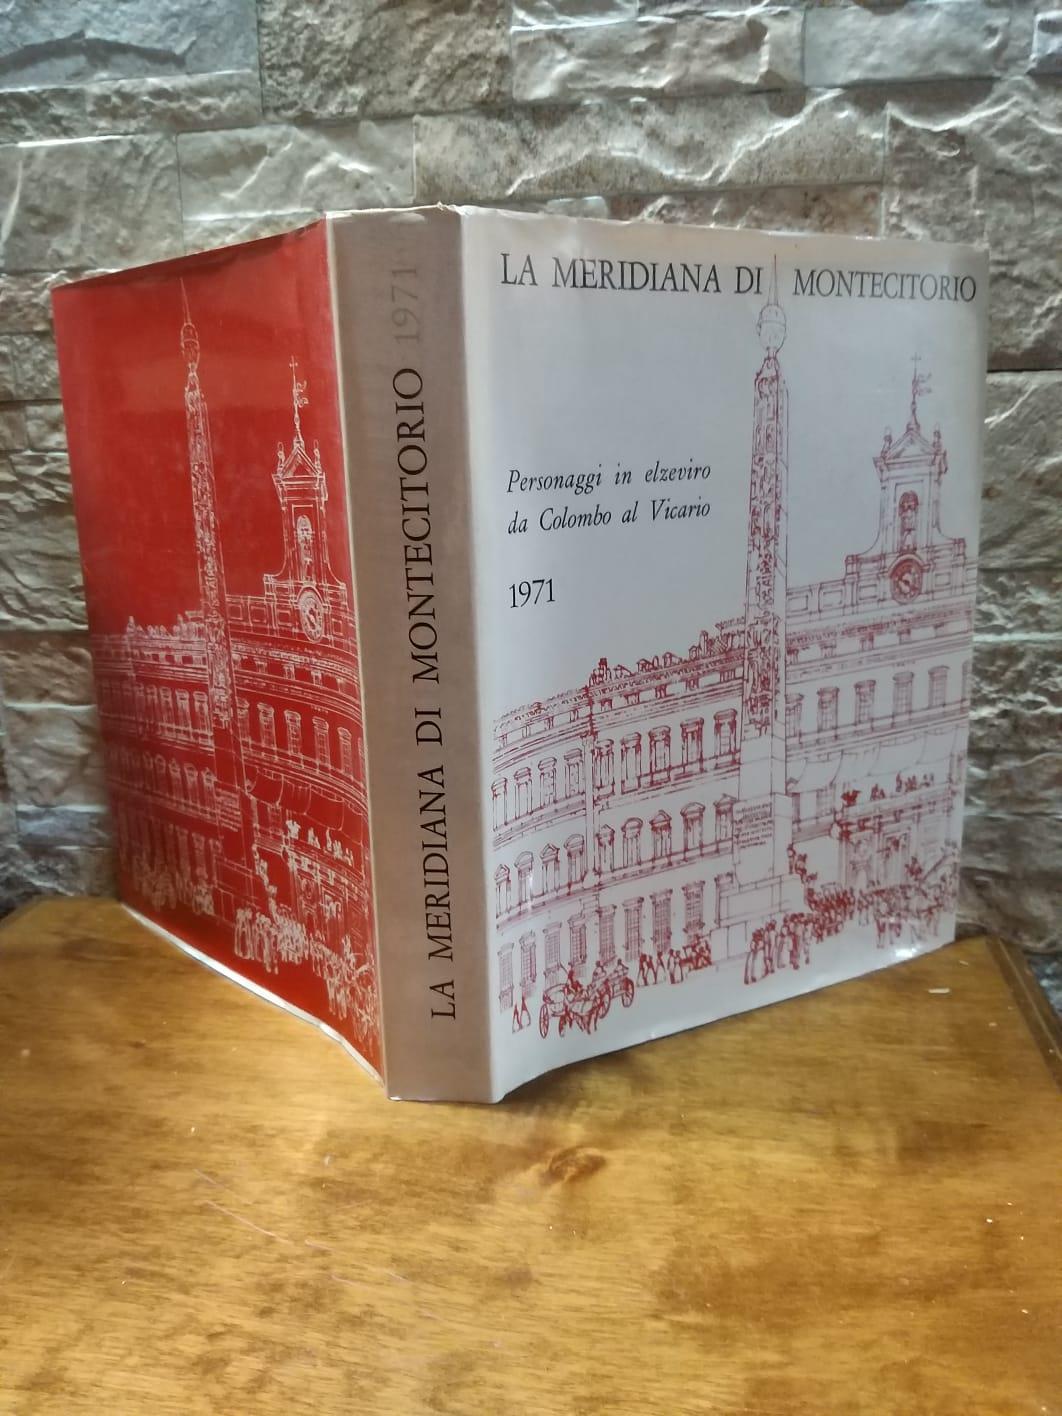 LA MERIDIANA DI MONTECITORIO
Personaggi in elzeviro
da Colombo al Vicario
1971
LA MERIDIANA DI MONTECITORIO 1971